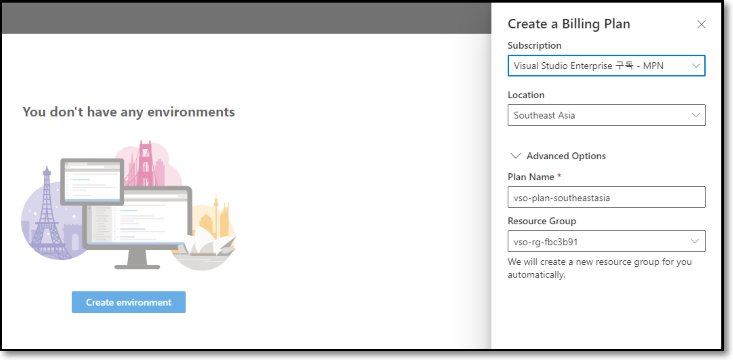 You don't have any environments
Create environment
Create a Billing Plan
Subscription
Visual Studio Enterprise 구독 - MPN
Location
Southeast Asia
Advanced Options
Plan Name *
vso-plan-southeastasia
Resource Group
vso-rg-fbc3b91
We will create a new resource group for you
automatically.